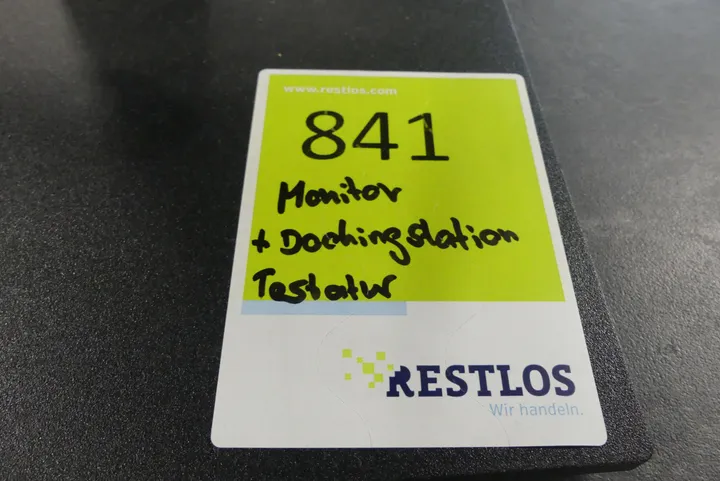 www.restlos.com
841
Monitor
+ Dockingstation
Testatur
RESTLOS
Wir handeln.